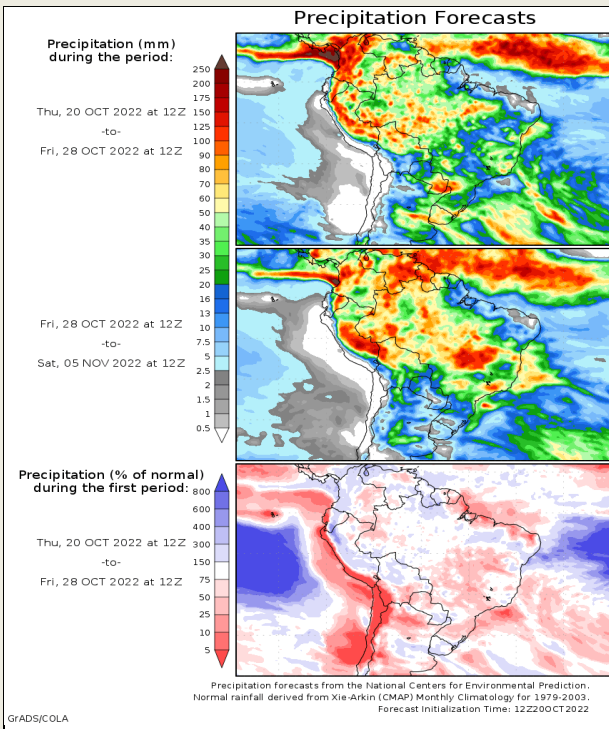 Precipitation Forecasts
Precipitation (mm)
during the period:
Thu, 20 OCT 2022 at 12Z
-to-
Fri, 28 OCT 2022 at 12Z
250
200
175
150
125
100
90
80
70
60
50
40
35
30
25
20
16
13
10
7.5
5
2.5
2
1.5
1
0.5
Fri, 28 OCT 2022 at 12Z
-to-
Sat, 05 NOV 2022 at 12Z
Precipitation (% of normal)
during the first period:
Thu, 20 OCT 2022 at 12Z
-to-
Fri, 28 OCT 2022 at 12Z
800
600
400
300
150
75
50
25
10
5
Precipitation forecasts from the National Centers for Environmental Prediction.
Normal rainfall derived from Xie-Arkin (CMAP) Monthly Climatology for 1979-2003.
Forecast Initialization Time: 12Z20OCT2022
GrADS/COLA